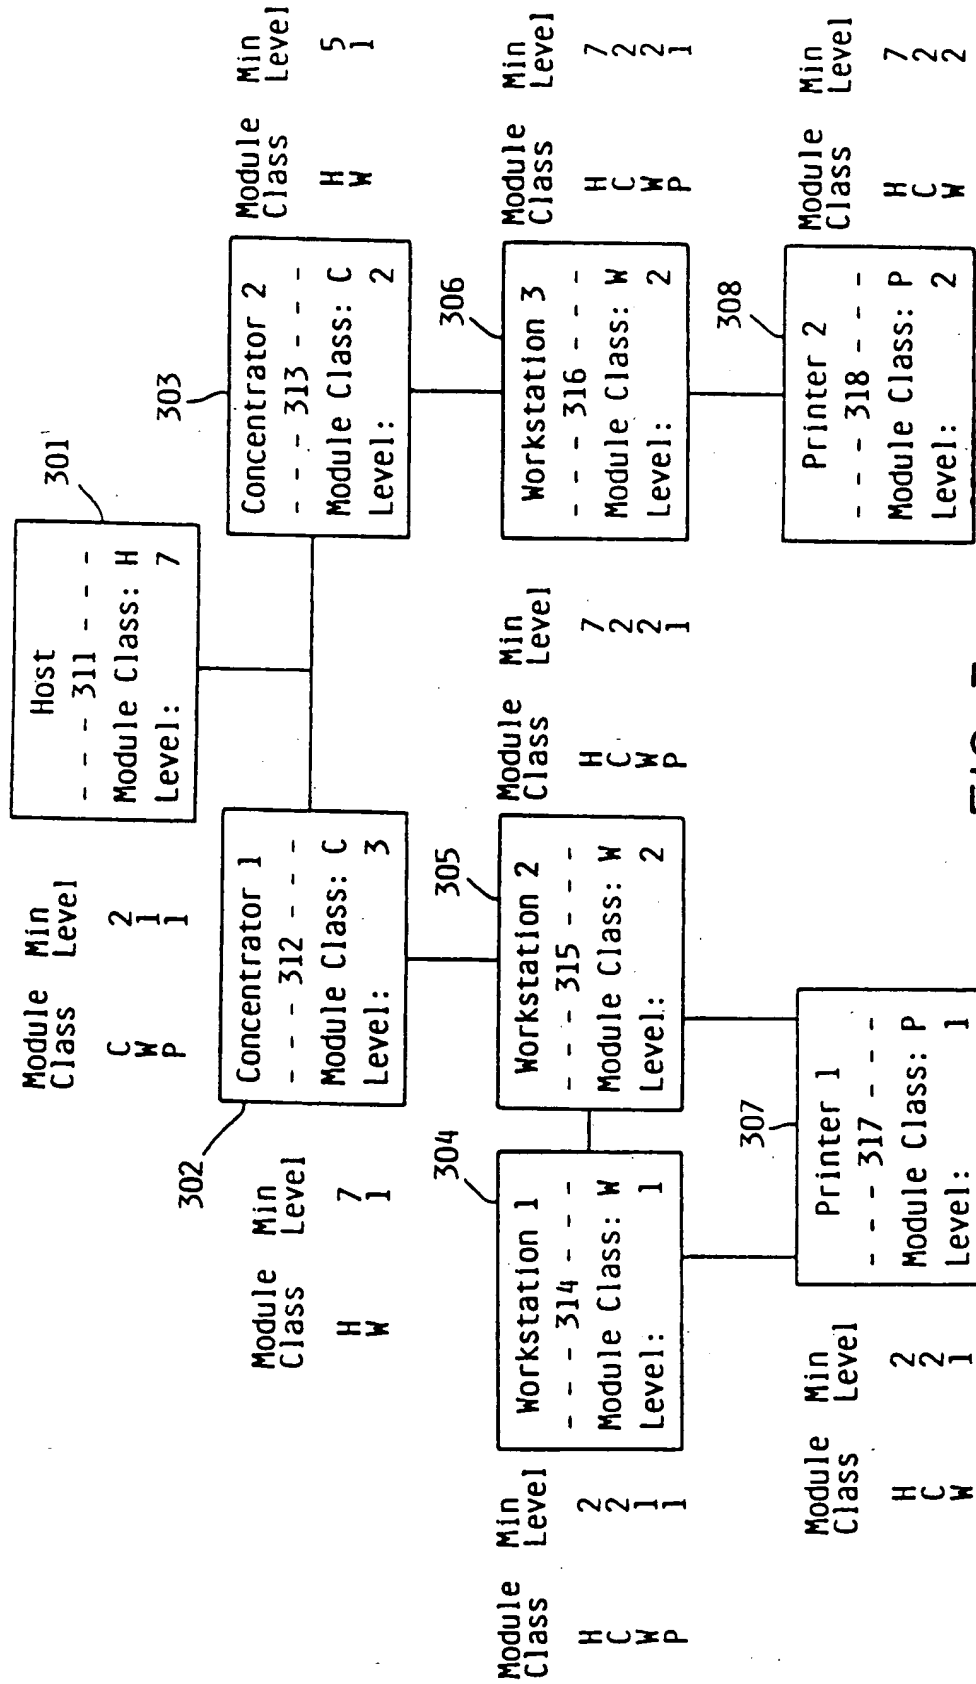 Host
- - - 311 - - -
Module Class: H
Level: 7
301
Module Class Min Level
C 2
W 1
P 1
Concentrator 1
- - - 312 - - -
Module Class: C
Level: 3
302
Module Class Min Level
H 7
W 1
Concentrator 2
- - - 313 - - -
Module Class: C
Level: 2
303
Module Class Min Level
H 5
W 1
Workstation 1
- - - 314 - - -
Module Class: W
Level: 1
304
Module Class Min Level
H 2
C 2
W 1
P 1
Workstation 2
- - - 315 - - -
Module Class: W
Level: 2
305
Module Class Min Level
H 7
C 2
W 2
P 1
Workstation 3
- - - 316 - - -
Module Class: W
Level: 2
306
Module Class Min Level
H 7
C 2
W 2
P 1
Printer 1
- - - 317 - - -
Module Class: P
Level: 1
307
Module Class Min Level
H 2
C 2
W 1
Printer 2
- - - 318 - - -
Module Class: P
Level: 2
308
Module Class Min Level
H 7
C 2
W 2